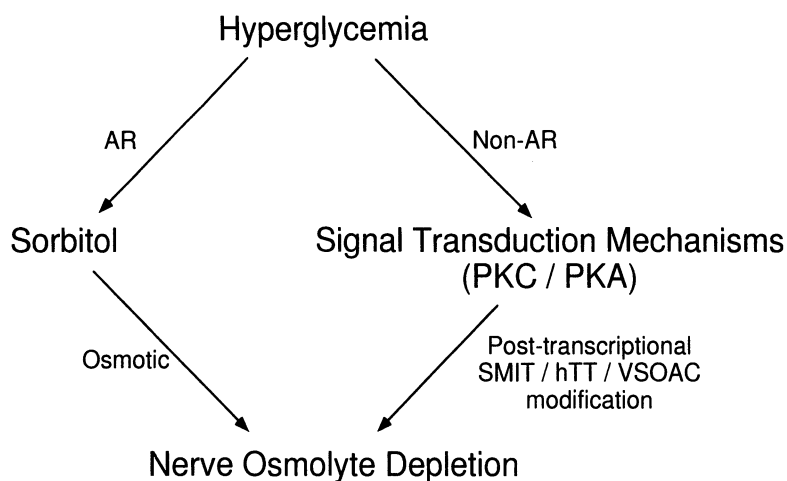 Hyperglycemia
AR
Non-AR
Sorbitol
Signal Transduction Mechanisms
(PKC / PKA)
Osmotic
Post-transcriptional
SMIT / hTT / VSOAC
modification
Nerve Osmolyte Depletion